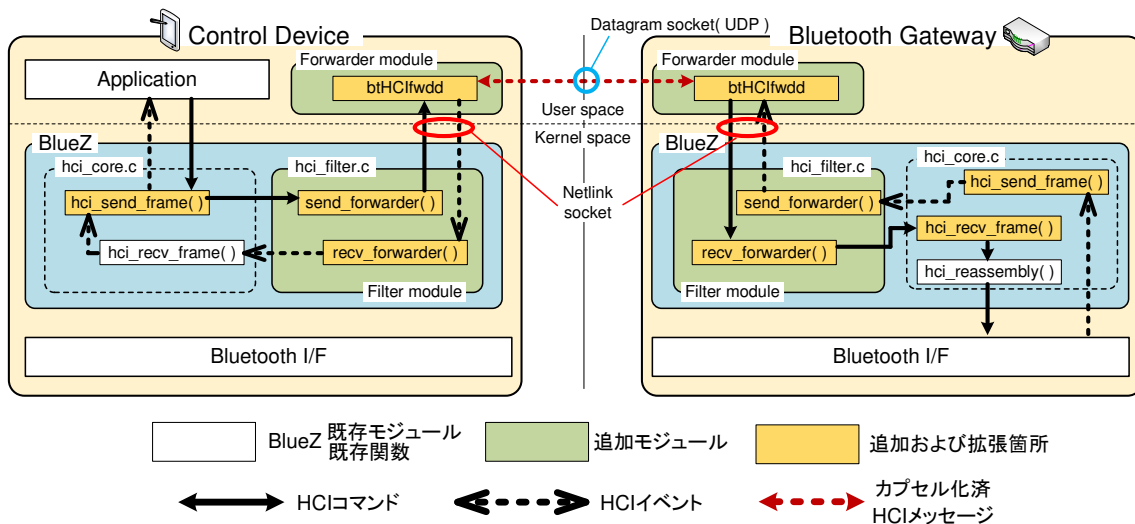 Datagram socket( UDP )
Control Device
Bluetooth Gateway
Forwarder module
Forwarder module
Application
btHCIfwdd
btHCIfwdd
User space
Kernel space
BlueZ
BlueZ
hci_core.c
hci_filter.c
hci_filter.c
hci_core.c
hci_send_frame( )
send_forwarder( )
Netlink
socket
send_forwarder( )
hci_send_frame( )
hci_recv_frame( )
recv_forwarder( )
recv_forwarder( )
hci_recv_frame( )
hci_reassembly( )
Filter module
Filter module
Bluetooth I/F
Bluetooth I/F
BlueZ 既存モジュール
既存関数
追加モジュール
追加および拡張箇所
HCIコマンド
HCIイベント
カプセル化済
HCIメッセージ